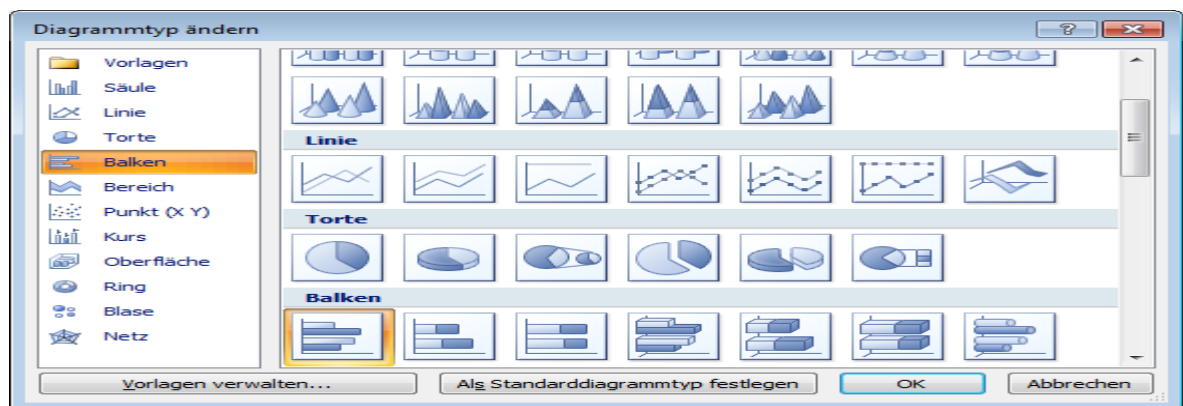 Diagrammtyp ändern
Vorlagen
Säule
Linie
Torte
Balken
Bereich
Punkt (X Y)
Kurs
Oberfläche
Ring
Blase
Netz
Linie
Torte
Balken
Vorlagen verwalten...
Als Standarddiagrammtyp festlegen
OK
Abbrechen